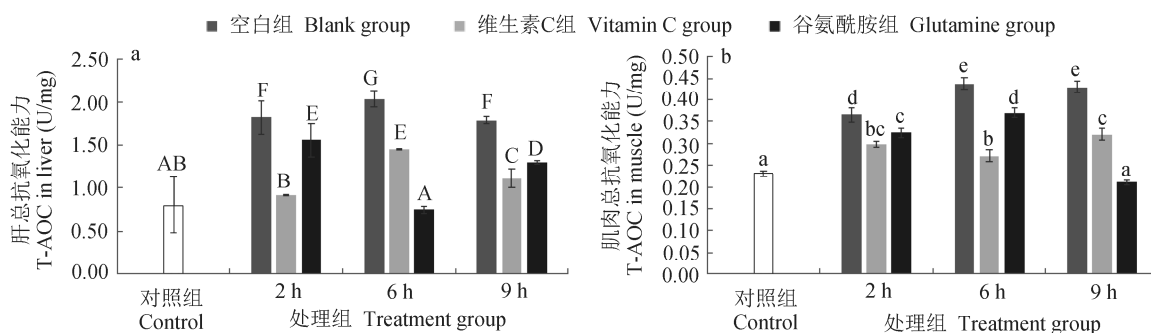 空白组 Blank group 维生素C组 Vitamin C group 谷氨酰胺组 Glutamine group
a
肝总抗氧化能力
T-AOC in liver (U/mg)
2.50
2.00
1.50
1.00
0.50
0.00
AB
F
B
E
G
E
A
F
C
D
对照组
Control
2 h
6 h
9 h
处理组 Treatment group
b
肌肉总抗氧化能力
T-AOC in muscle (U/mg)
0.50
0.45
0.40
0.35
0.30
0.25
0.20
0.15
0.10
0.05
0.00
a
d
bc
c
e
b
d
e
c
a
对照组
Control
2 h
6 h
9 h
处理组 Treatment group